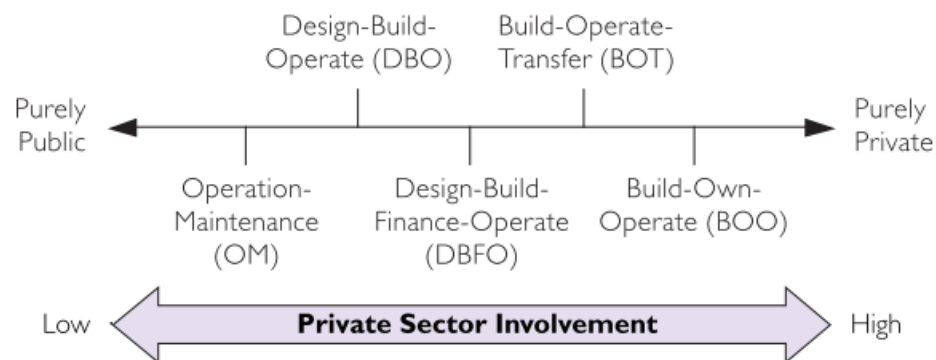 Design-Build-
Operate (DBO)
Build-Operate-
Transfer (BOT)
Purely
Public
Purely
Private
Operation-
Maintenance
(OM)
Design-Build-
Finance-Operate
(DBFO)
Build-Own-
Operate (BOO)
Low
Private Sector Involvement
High